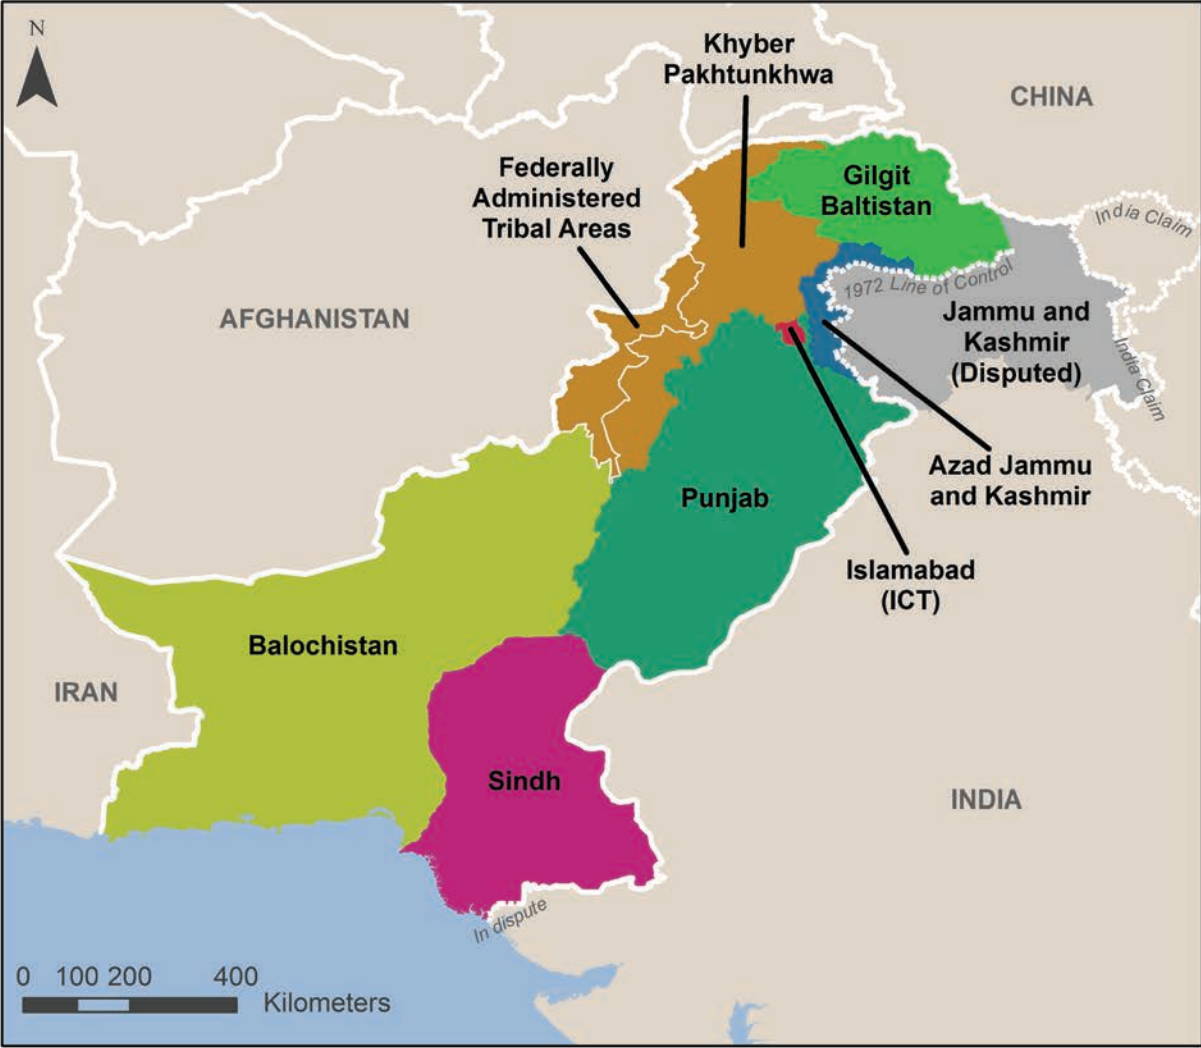 N
Khyber
Pakhtunkhwa
CHINA
Federally
Administered
Tribal Areas
Gilgit
Baltistan
India Claim
1972 Line of Control
AFGHANISTAN
Jammu and
Kashmir
(Disputed)
India Claim
Azad Jammu
and Kashmir
Punjab
Islamabad
(ICT)
Balochistan
IRAN
Sindh
INDIA
In dispute
0 100 200 400
Kilometers